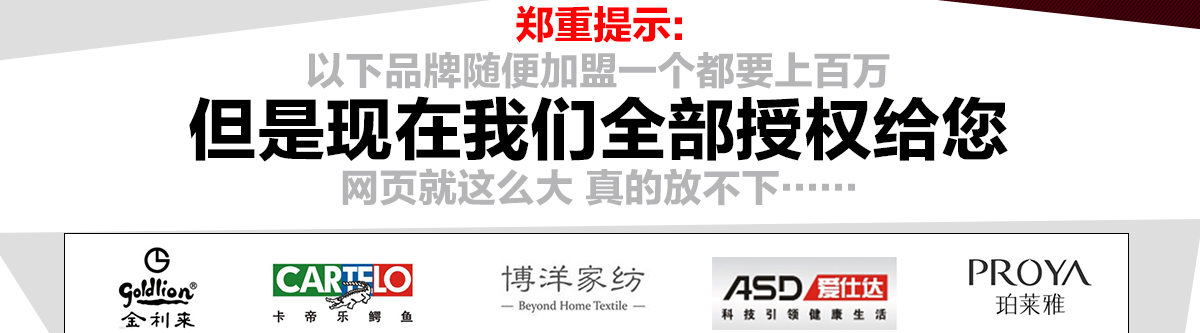 郑重提示:
以下品牌随便加盟一个都要上百万
但是现在我们全部授权给您
网页就这么大 真的放不下……
goldlion®
金利来
CARTELO
卡帝乐鳄鱼
博洋家纺
— Beyond Home Textile —
ASD 爱仕达
科技引领健康生活
PROYA
珀莱雅